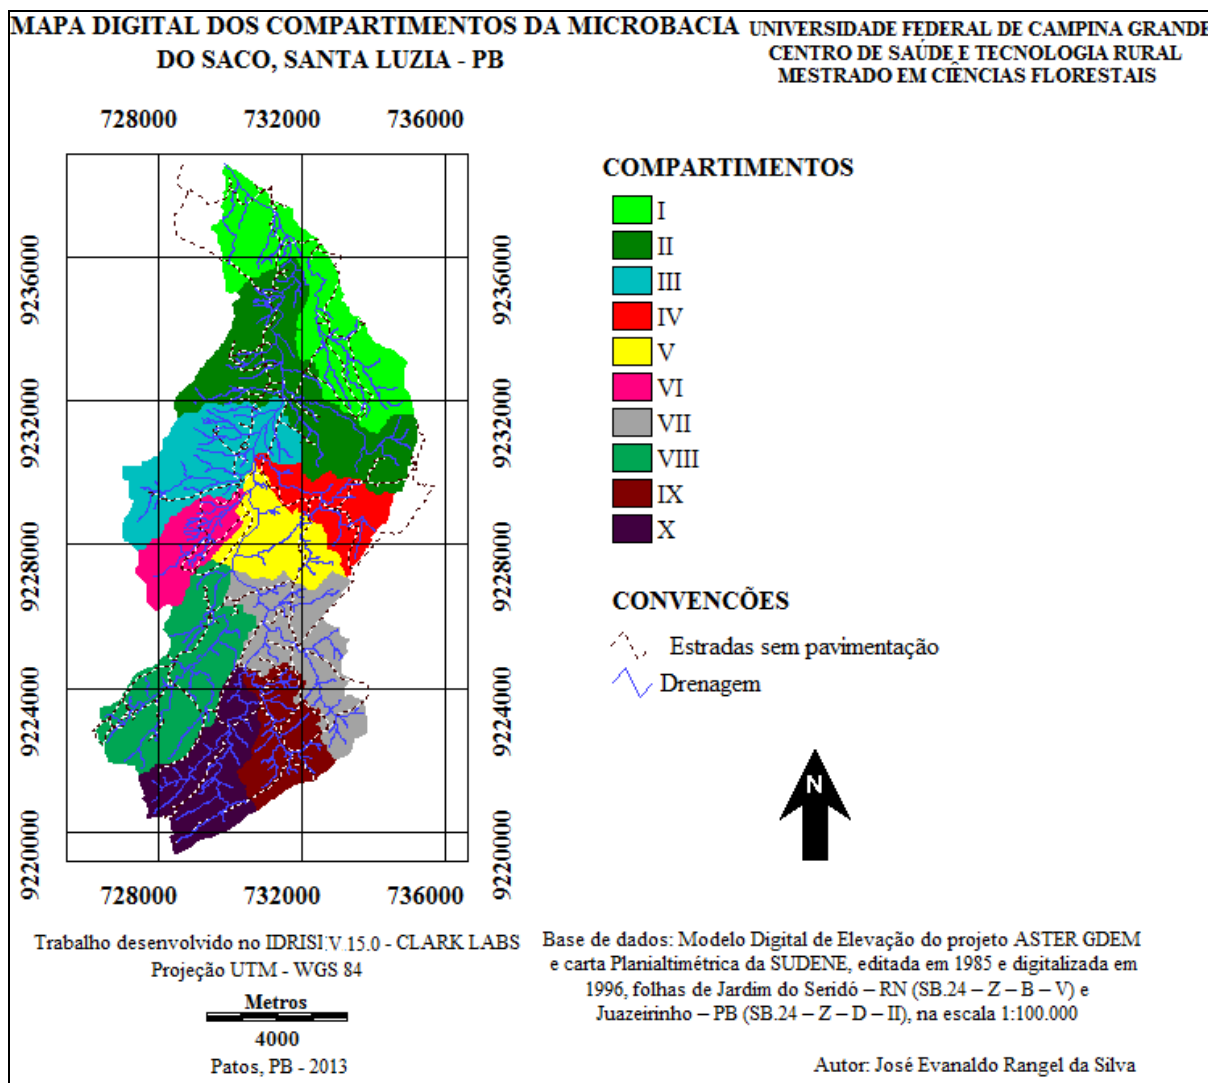 MAPA DIGITAL DOS COMPARTIMENTOS DA MICROBACIA
DO SACO, SANTA LUZIA - PB
UNIVERSIDADE FEDERAL DE CAMPINA GRANDE
CENTRO DE SAÚDE E TECNOLOGIA RURAL
MESTRADO EM CIÊNCIAS FLORESTAIS
728000 732000 736000
9236000
9232000
9228000
9224000
9220000
9236000
9232000
9228000
9224000
9220000
728000 732000 736000
COMPARTIMENTOS
I
II
III
IV
V
VI
VII
VIII
IX
X
CONVENCÕES
Estradas sem pavimentação
Drenagem
N
Trabalho desenvolvido no IDRISI V.15.0 - CLARK LABS
Projeção UTM - WGS 84
Metros
4000
Patos, PB - 2013
Base de dados: Modelo Digital de Elevação do projeto ASTER GDEM
e carta Planialtimétrica da SUDENE, editada em 1985 e digitalizada em
1996, folhas de Jardim do Seridó – RN (SB.24 – Z – B – V) e
Juazeirinho – PB (SB.24 – Z – D – II), na escala 1:100.000
Autor: José Evanaldo Rangel da Silva